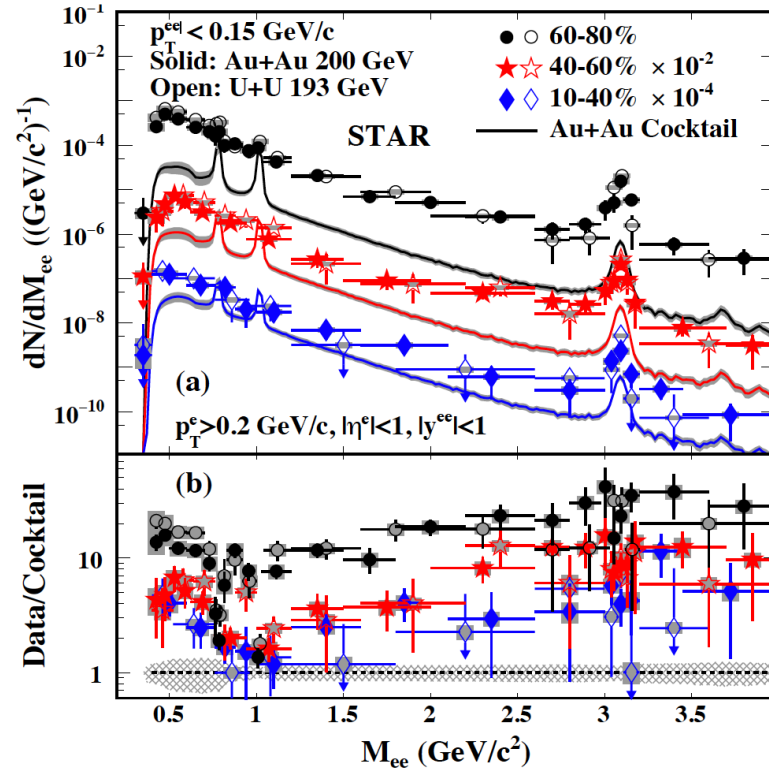 10⁻¹
p_T^ee < 0.15 GeV/c
60-80%
Solid: Au+Au 200 GeV
40-60% × 10⁻²
Open: U+U 193 GeV
10-40% × 10⁻⁴
10⁻²
STAR
Au+Au Cocktail
10⁻⁴
10⁻⁶
10⁻⁸
10⁻¹⁰
dN/dM_ee ((GeV/c²)⁻¹)
(a)
p_T^e>0.2 GeV/c, |η^e|<1, |y^ee|<1
(b)
10
1
Data/Cocktail
0.5 1 1.5 2 2.5 3 3.5
M_ee (GeV/c²)